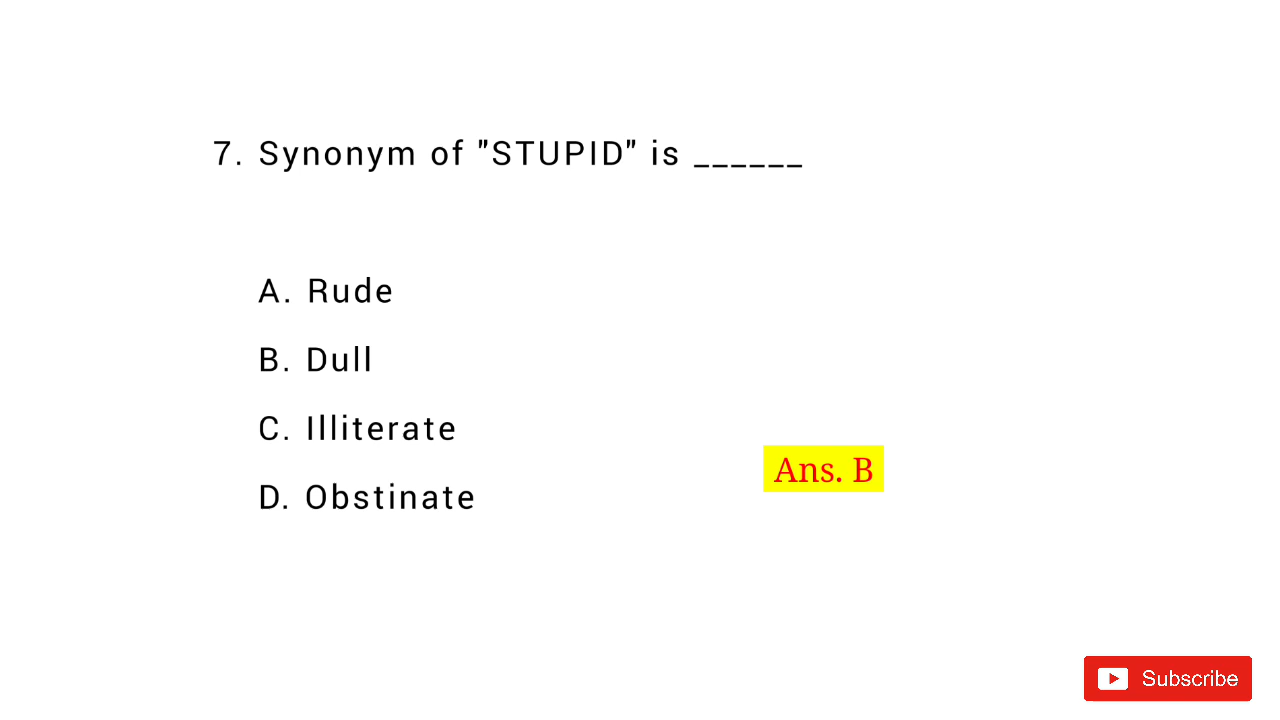 7. Synonym of "STUPID" is ______
A. Rude
B. Dull
C. Illiterate
D. Obstinate
Ans. B
Subscribe